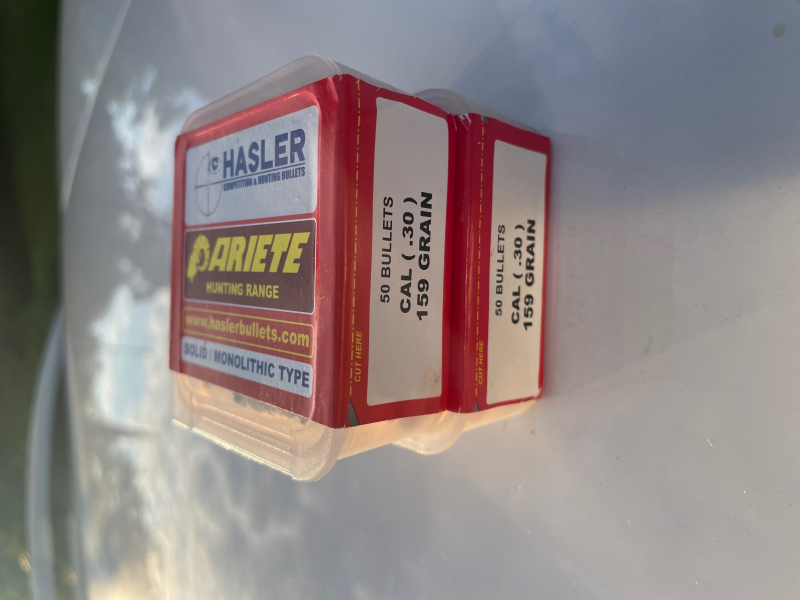 HASLER
COMPETITION & HUNTING BULLETS
ARIETE
HUNTING RANGE
www.haslerbullets.com
SOLID / MONOLITHIC TYPE
CUT HERE
50 BULLETS
CAL ( .30 )
159 GRAIN
CUT HERE
50 BULLETS
CAL ( .30 )
159 GRAIN